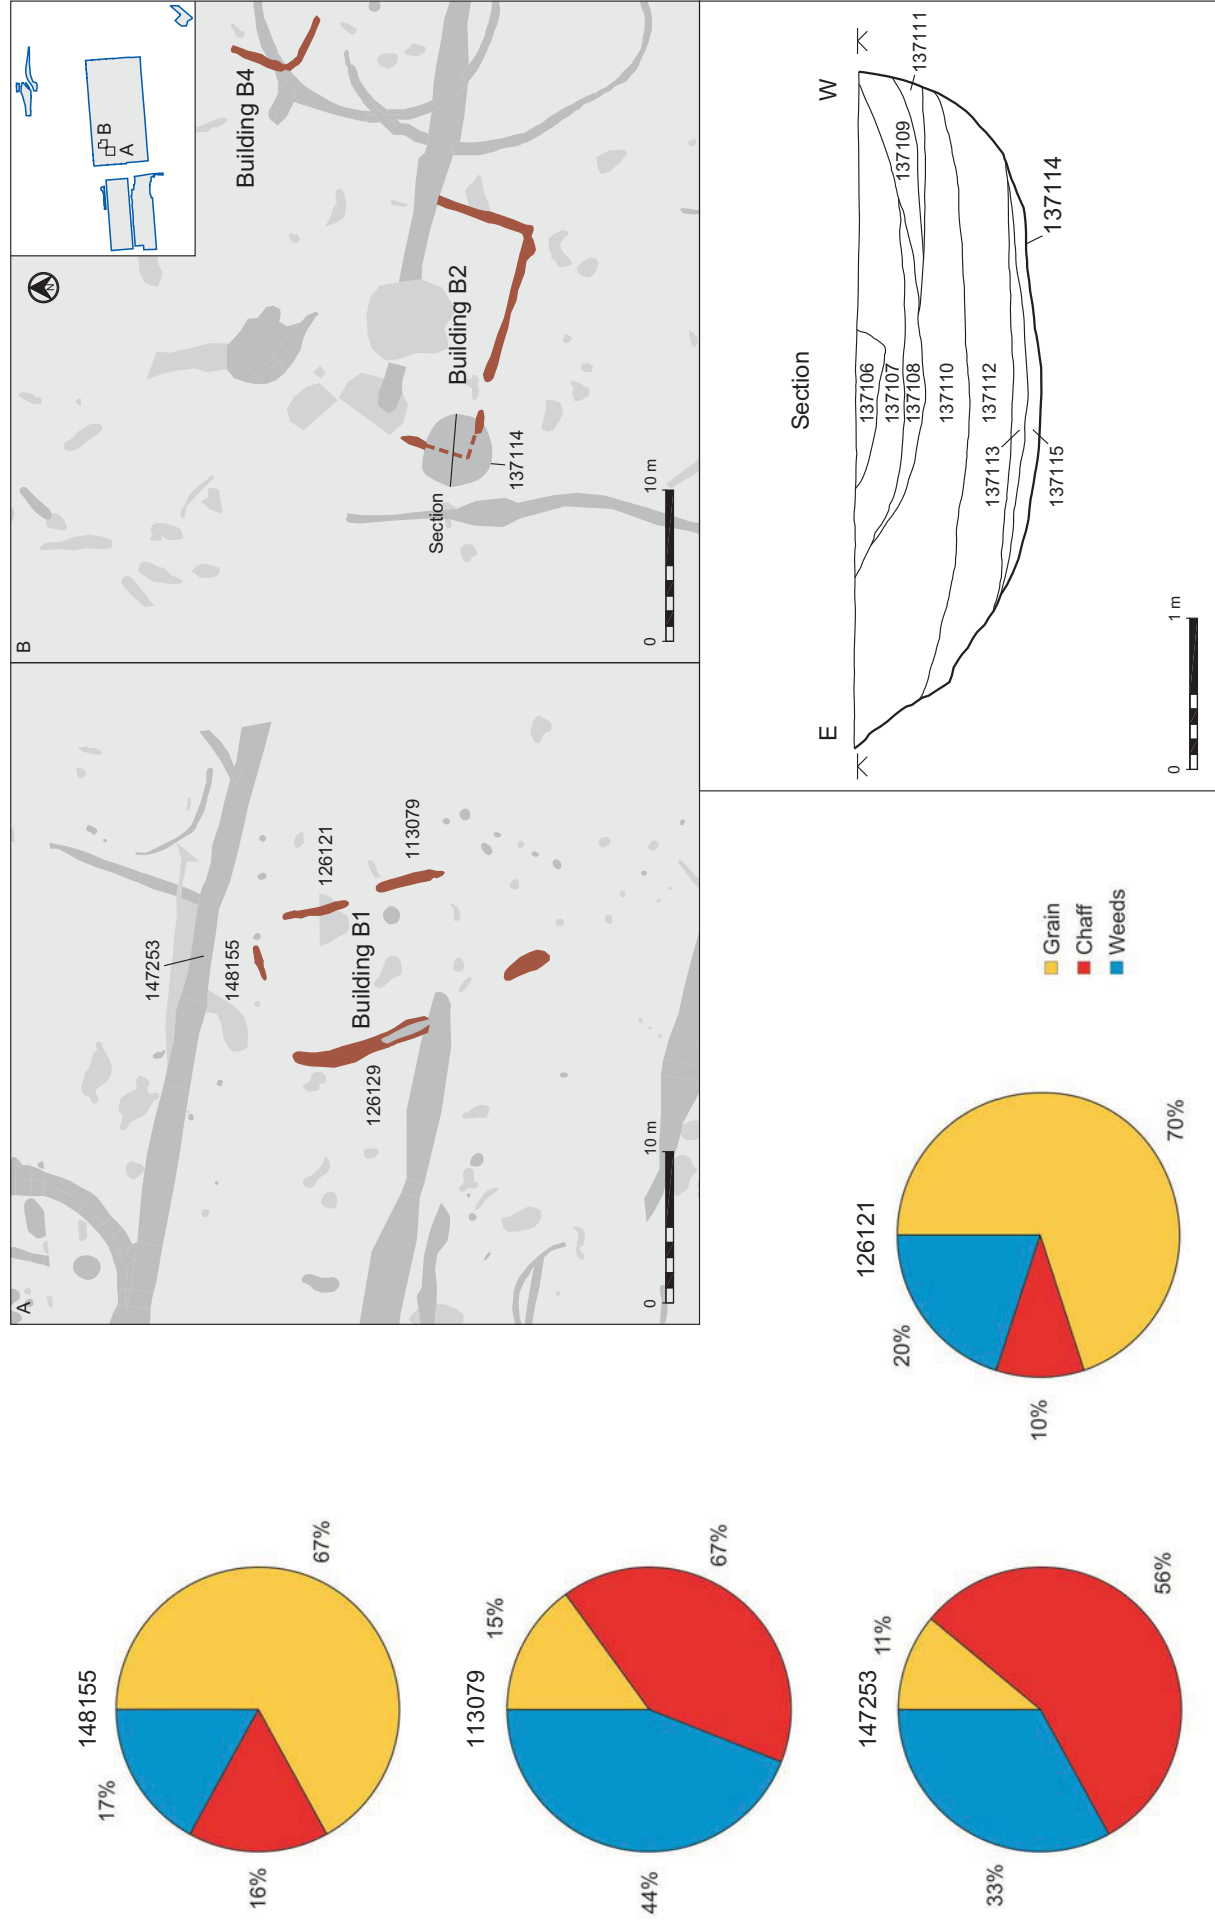 A
147253
148155
126121
113079
Building B1
126129
0
10 m
B
A
B
N
Building B4
Building B2
Section
137114
0
10 m
148155
17%
16%
67%
113079
15%
67%
44%
147253
11%
56%
33%
126121
20%
10%
70%
Grain
Chaff
Weeds
Section
E
W
137106
137107
137108
137109
137110
137111
137112
137113
137115
137114
0
1 m